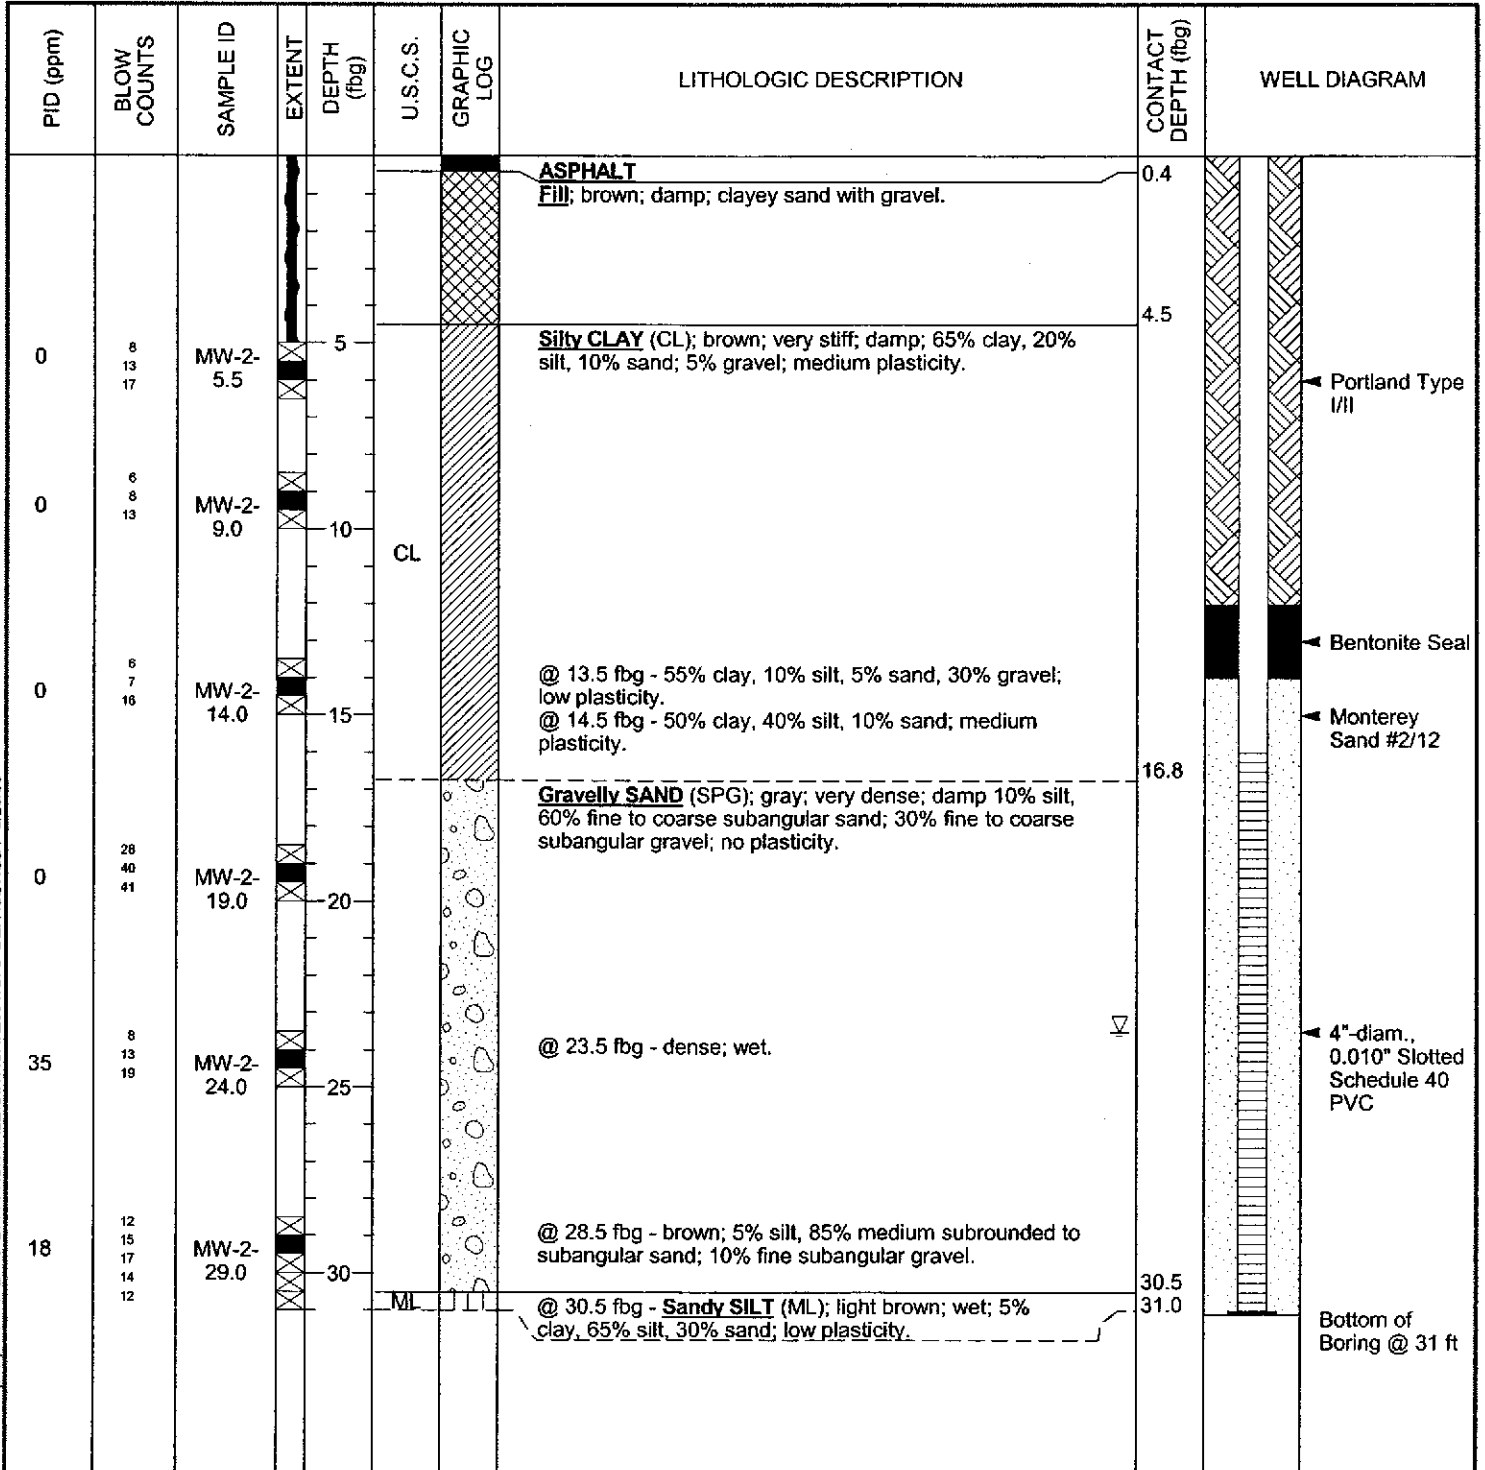 PID (ppm)
BLOW
COUNTS
SAMPLE ID
EXTENT
DEPTH
(fbg)
U.S.C.S.
GRAPHIC
LOG
LITHOLOGIC DESCRIPTION
CONTACT
DEPTH (fbg)
WELL DIAGRAM
ASPHALT
0.4
Fill; brown; damp; clayey sand with gravel.
4.5
0
8
13
17
MW-2-
5.5
5
Silty CLAY (CL); brown; very stiff; damp; 65% clay, 20%
silt, 10% sand; 5% gravel; medium plasticity.
Portland Type
I/II
0
6
8
13
MW-2-
9.0
10
CL
Bentonite Seal
0
6
7
16
MW-2-
14.0
15
@ 13.5 fbg - 55% clay, 10% silt, 5% sand, 30% gravel;
low plasticity.
@ 14.5 fbg - 50% clay, 40% silt, 10% sand; medium
plasticity.
Monterey
Sand #2/12
16.8
Gravelly SAND (SPG); gray; very dense; damp 10% silt,
60% fine to coarse subangular sand; 30% fine to coarse
subangular gravel; no plasticity.
0
28
40
41
MW-2-
19.0
20
35
8
13
19
MW-2-
24.0
25
@ 23.5 fbg - dense; wet.
4"-diam.,
0.010" Slotted
Schedule 40
PVC
18
12
15
17
14
12
MW-2-
29.0
30
@ 28.5 fbg - brown; 5% silt, 85% medium subrounded to
subangular sand; 10% fine subangular gravel.
30.5
ML
@ 30.5 fbg - Sandy SILT (ML); light brown; wet; 5%
clay, 65% silt, 30% sand; low plasticity.
31.0
Bottom of
Boring @ 31 ft